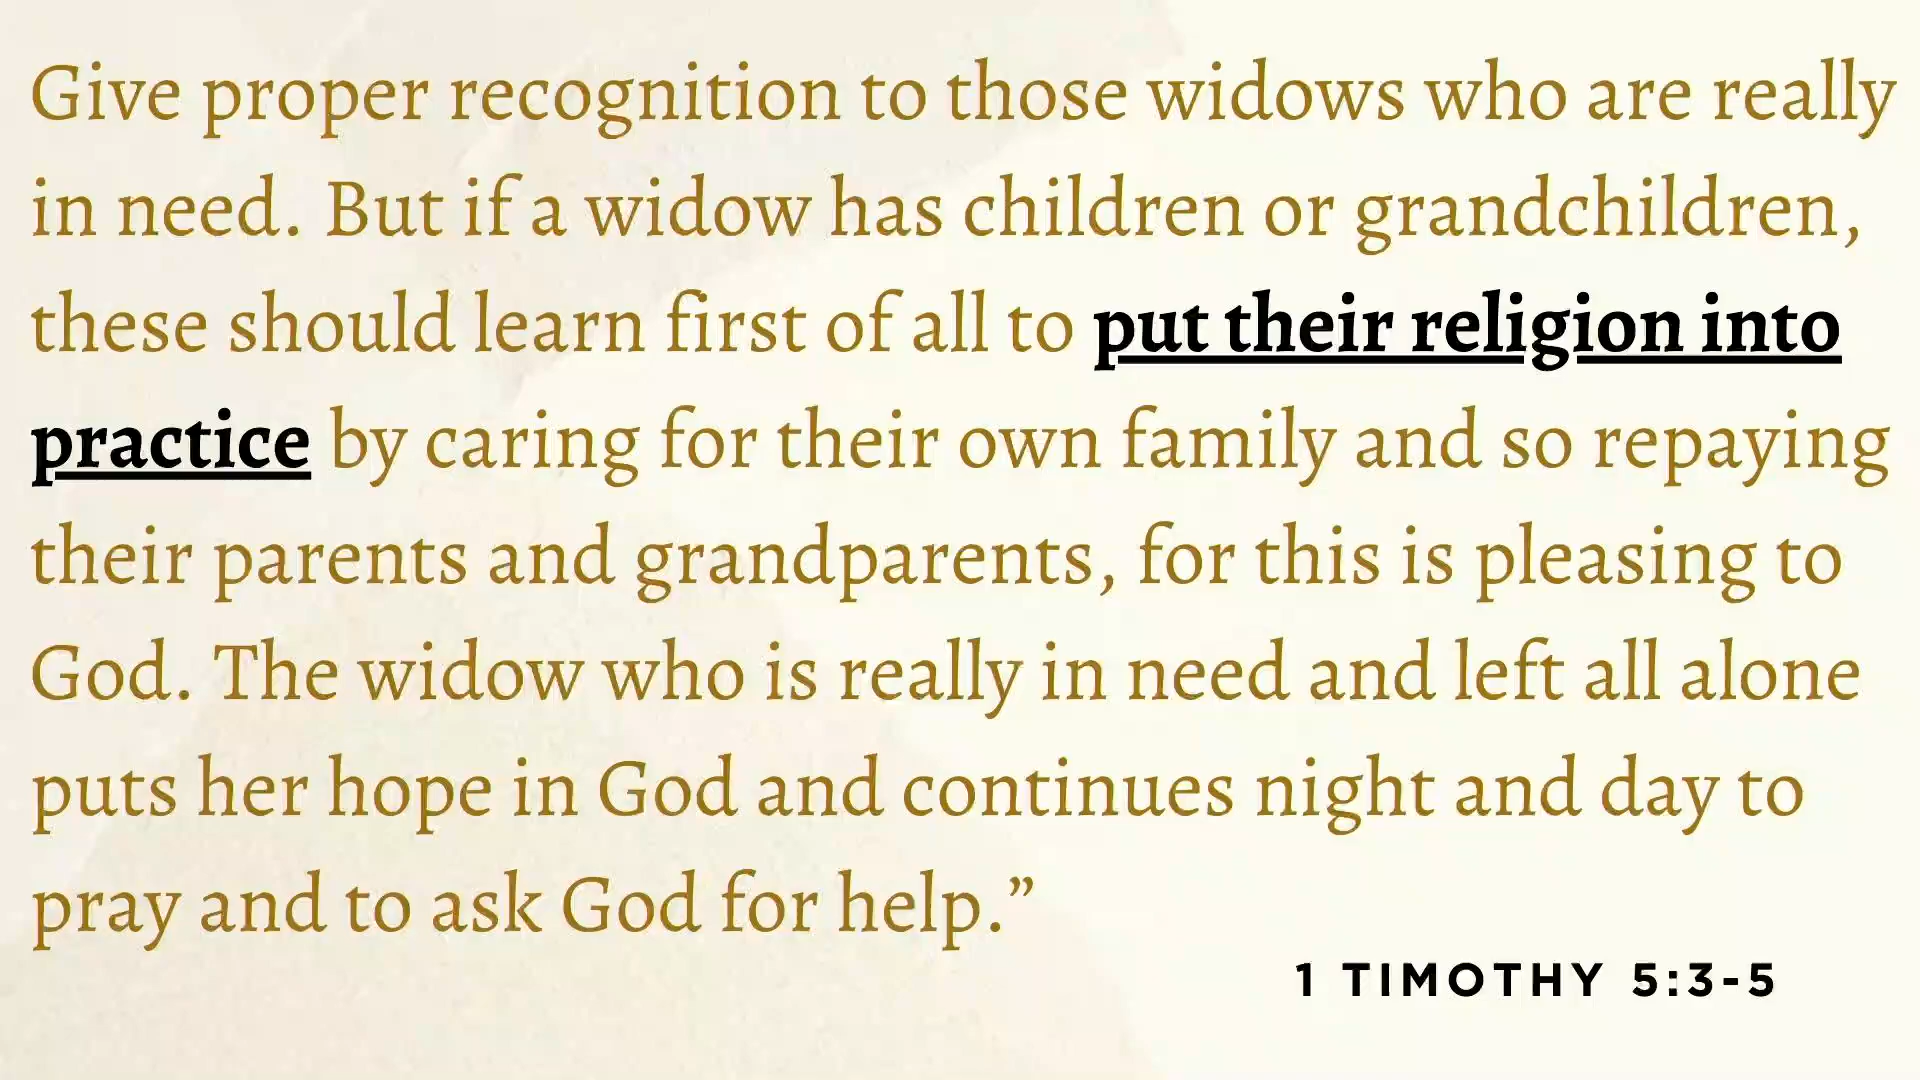 Give proper recognition to those widows who are really
in need. But if a widow has children or grandchildren,
these should learn first of all to put their religion into
practice by caring for their own family and so repaying
their parents and grandparents, for this is pleasing to
God. The widow who is really in need and left all alone
puts her hope in God and continues night and day to
pray and to ask God for help.”
1 TIMOTHY 5:3-5